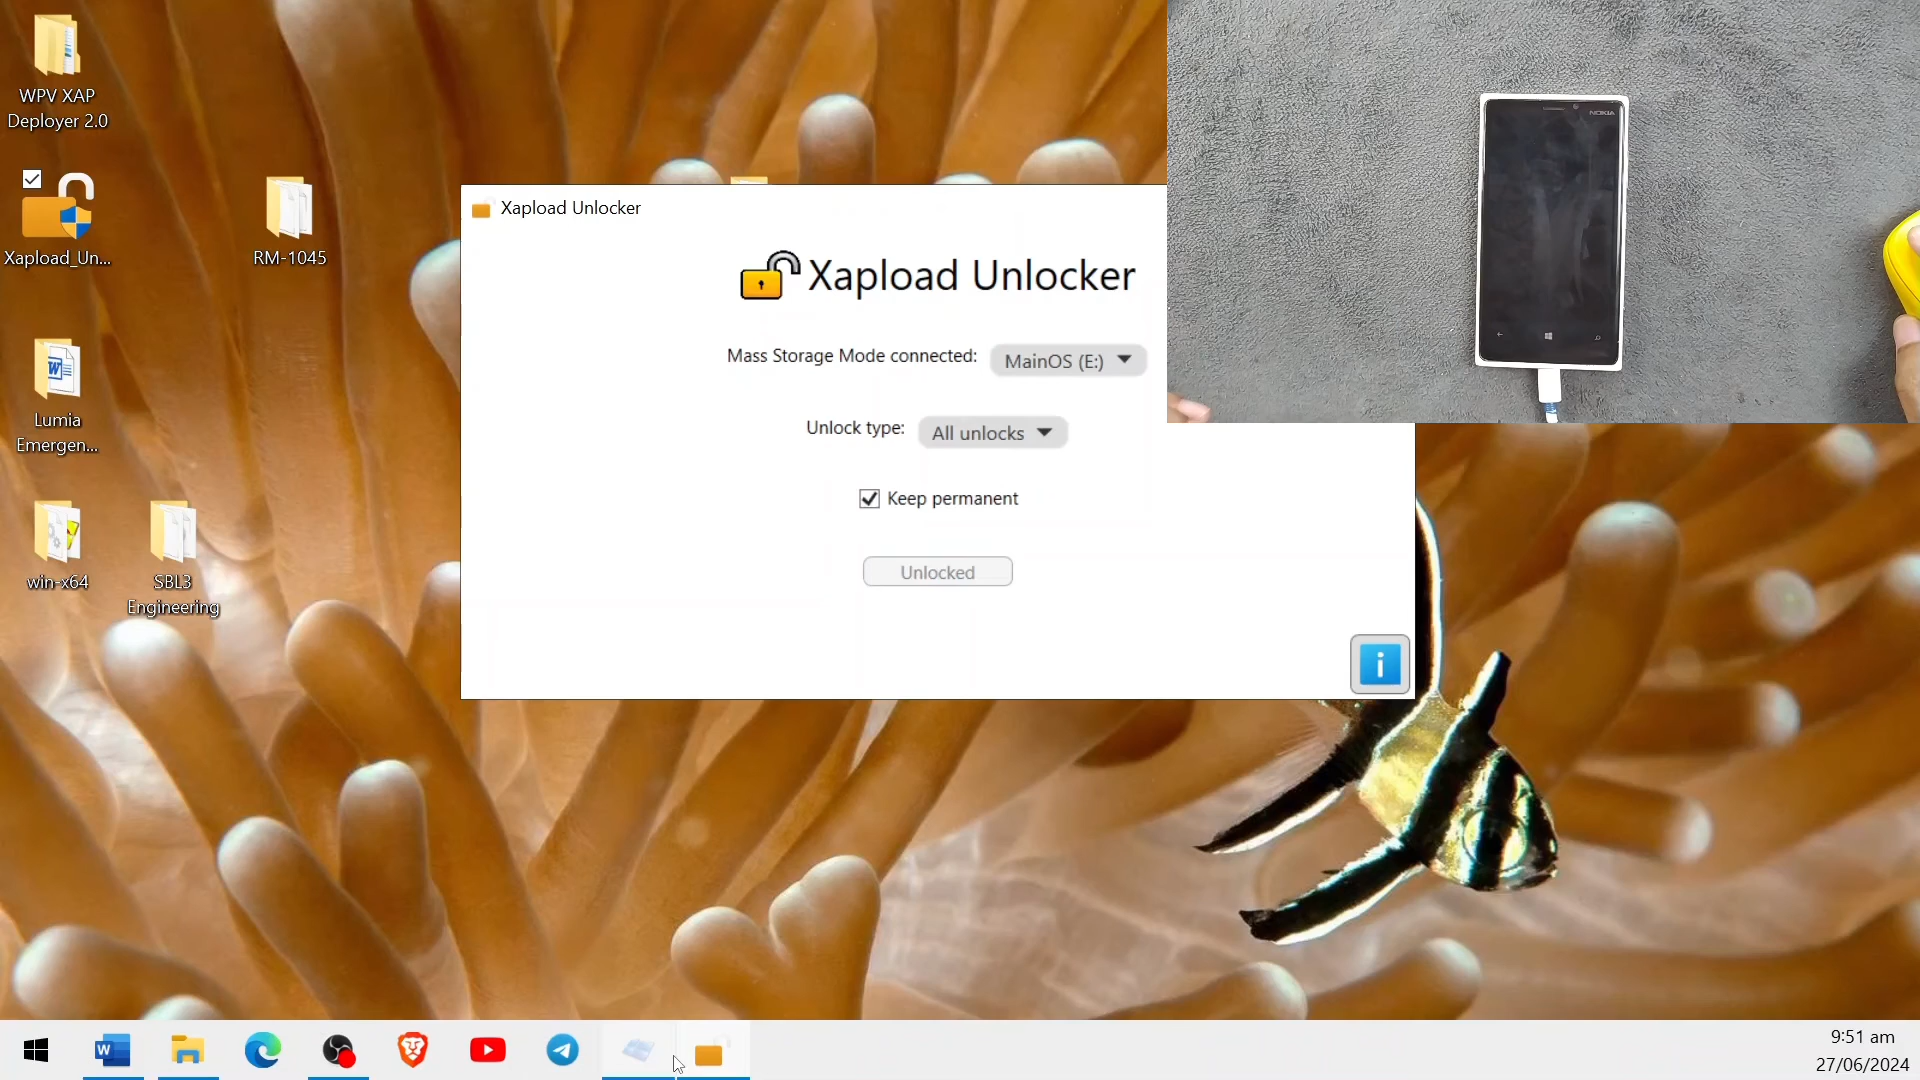 WPV XAP
Deployer 2.0
Xapload_Un...
RM-1045
Lumia
Emergen...
win-x64
SBL3
Engineering
Xapload Unlocker
Xapload Unlocker
Mass Storage Mode connected:
MainOS (E:)
Unlock type:
All unlocks
Keep permanent
Unlocked
i
NOKIA
W
9:51 am
27/06/2024